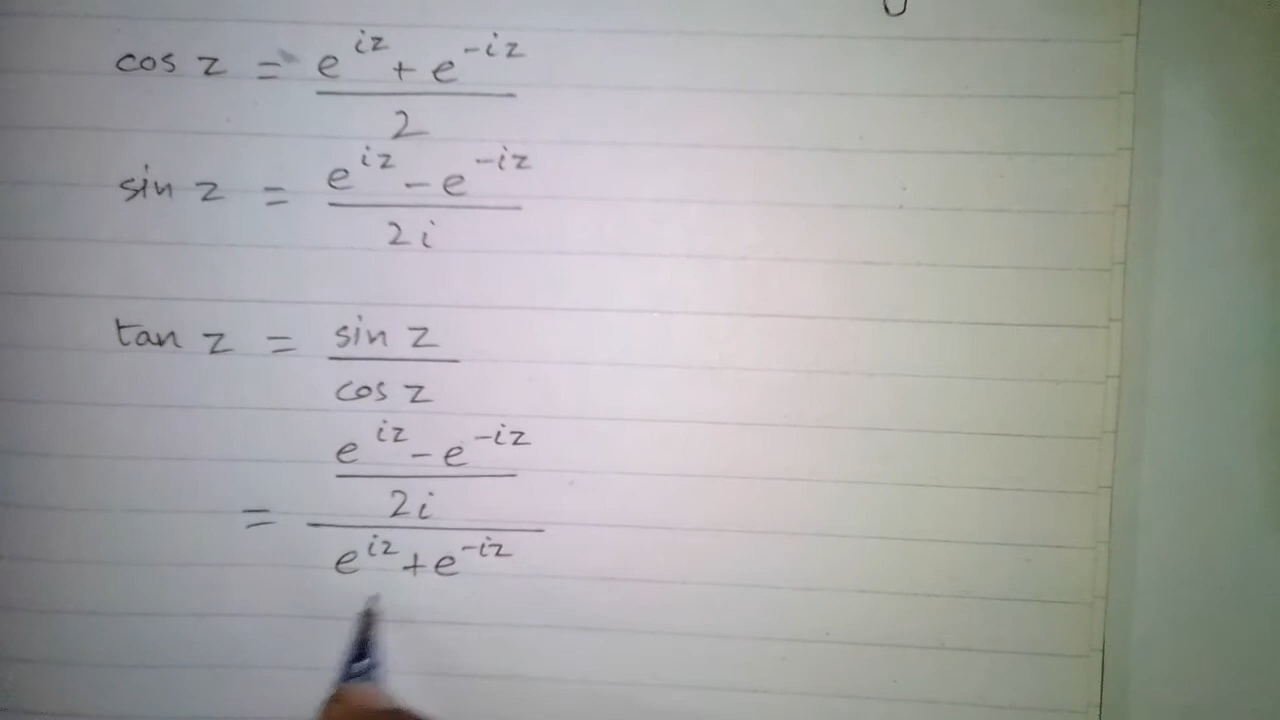 cos z = e^{iz} + e^{-iz}
2
sin z = e^{iz} - e^{-iz}
2i
tan z = sin z
cos z
e^{iz} - e^{-iz}
2i
=
e^{iz} + e^{-iz}